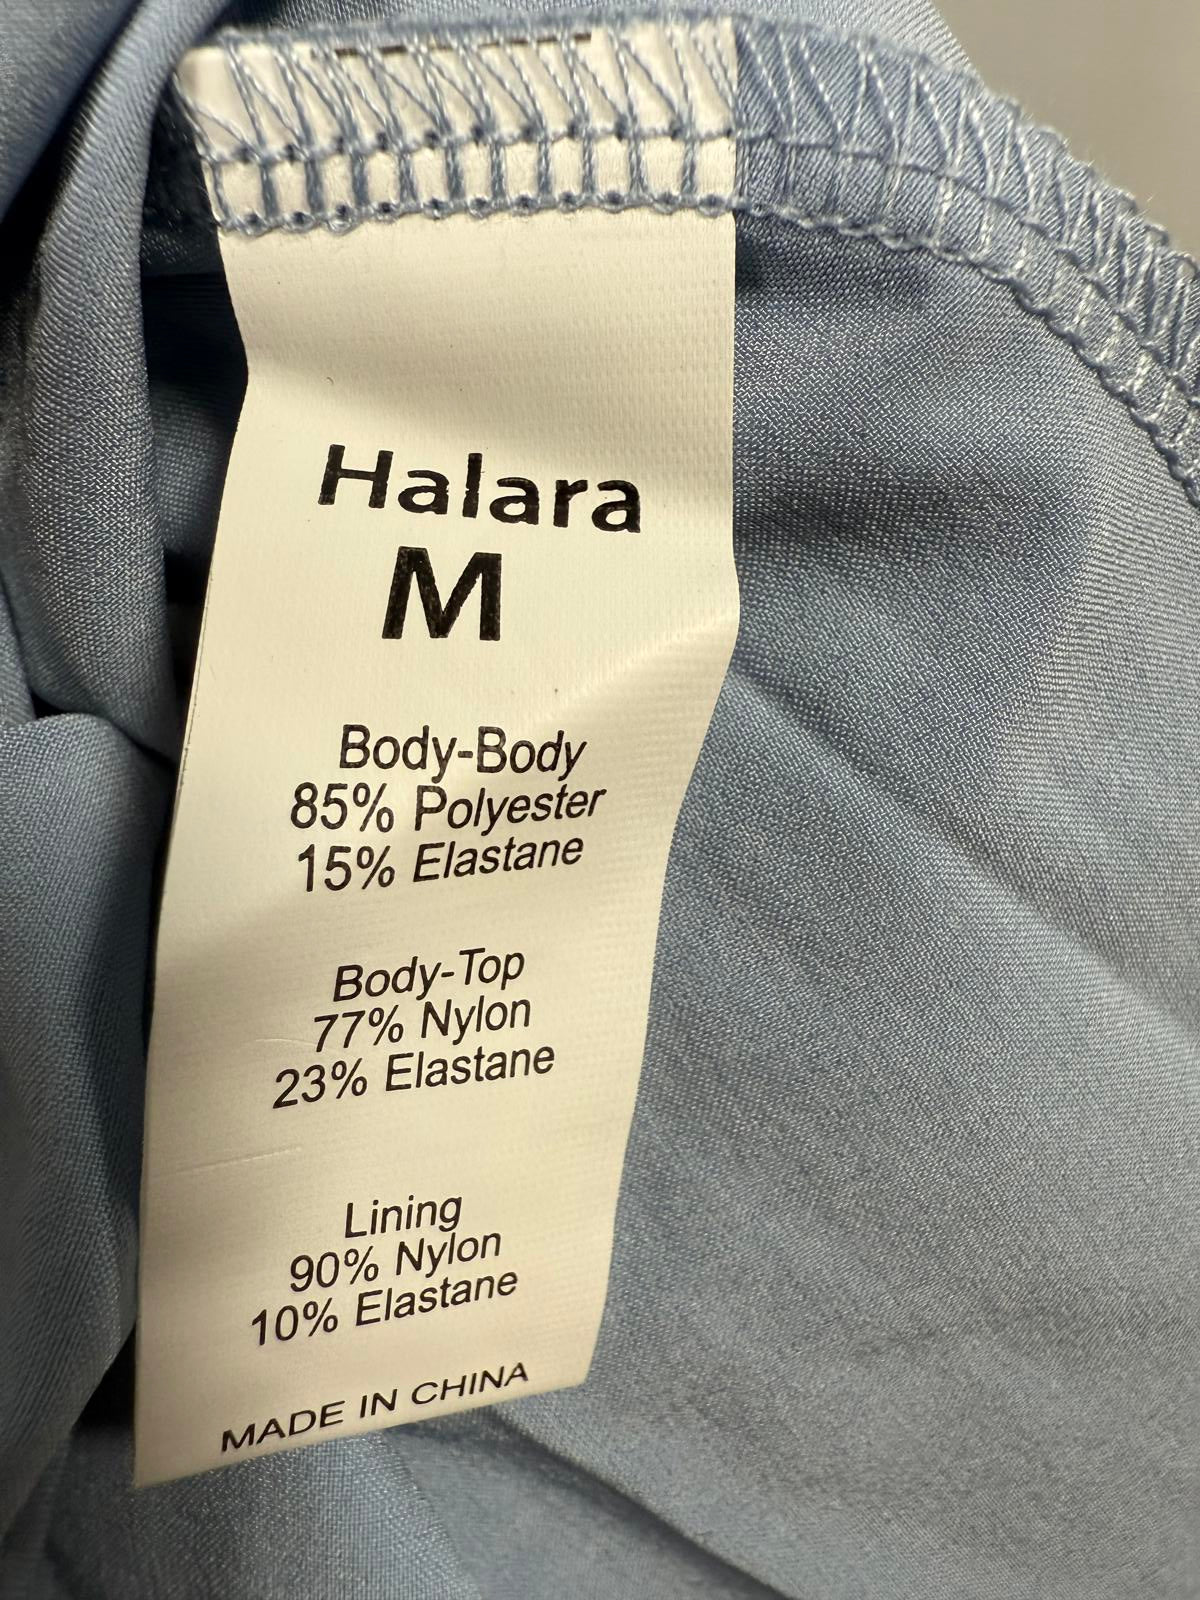 Halara
M
Body-Body
85% Polyester
15% Elastane
Body-Top
77% Nylon
23% Elastane
Lining
90% Nylon
10% Elastane
MADE IN CHINA